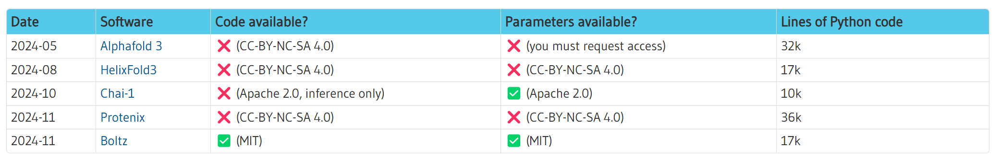 Date Software Code available? Parameters available? Lines of Python code
2024-05 Alphafold 3 ❌ (CC-BY-NC-SA 4.0) ❌ (you must request access) 32k
2024-08 HelixFold3 ❌ (CC-BY-NC-SA 4.0) ❌ (CC-BY-NC-SA 4.0) 17k
2024-10 Chai-1 ❌ (Apache 2.0, inference only) ✅ (Apache 2.0) 10k
2024-11 Protenix ❌ (CC-BY-NC-SA 4.0) ❌ (CC-BY-NC-SA 4.0) 36k
2024-11 Boltz ✅ (MIT) ✅ (MIT) 17k